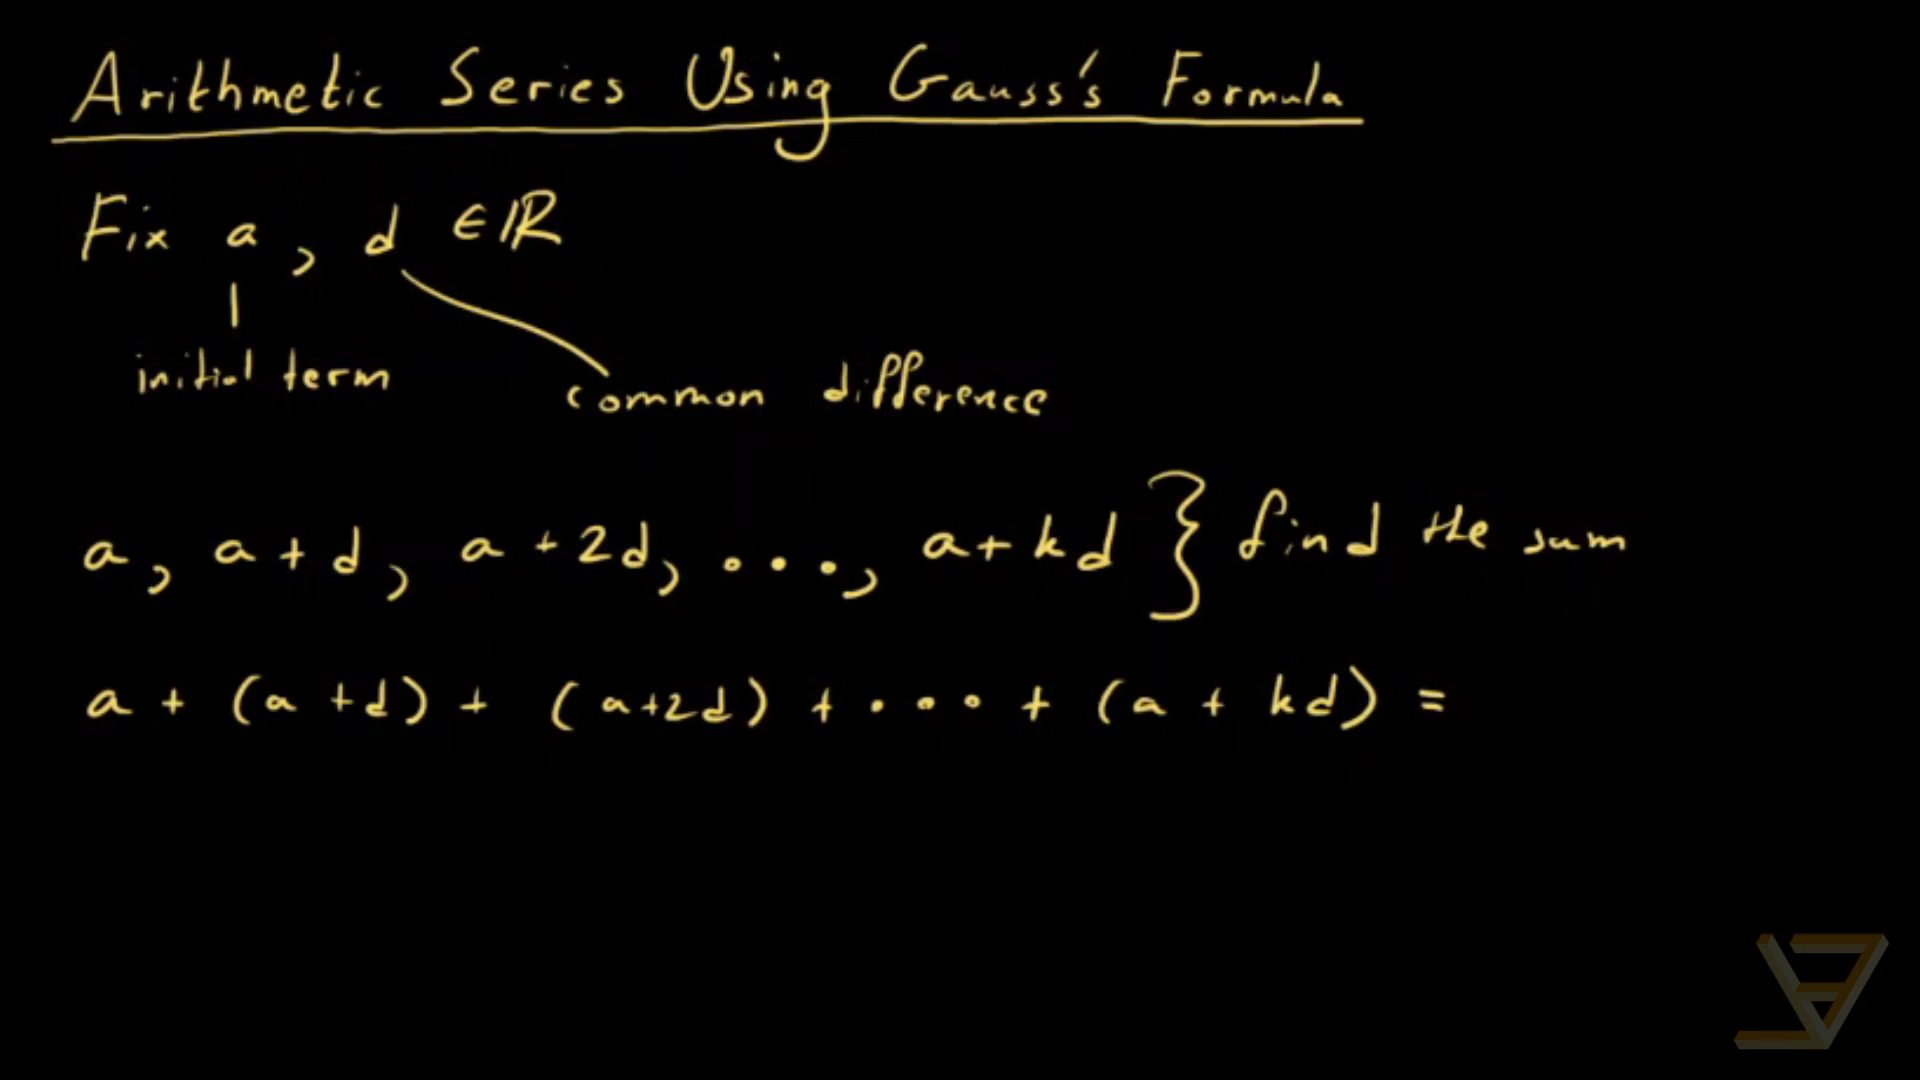 Arithmetic Series Using Gauss's Formula
Fix a, d ∈ ℝ
initial term
common difference
a, a + d, a + 2d, ..., a + kd } find the sum
a + (a + d) + (a + 2d) + ... + (a + kd) =